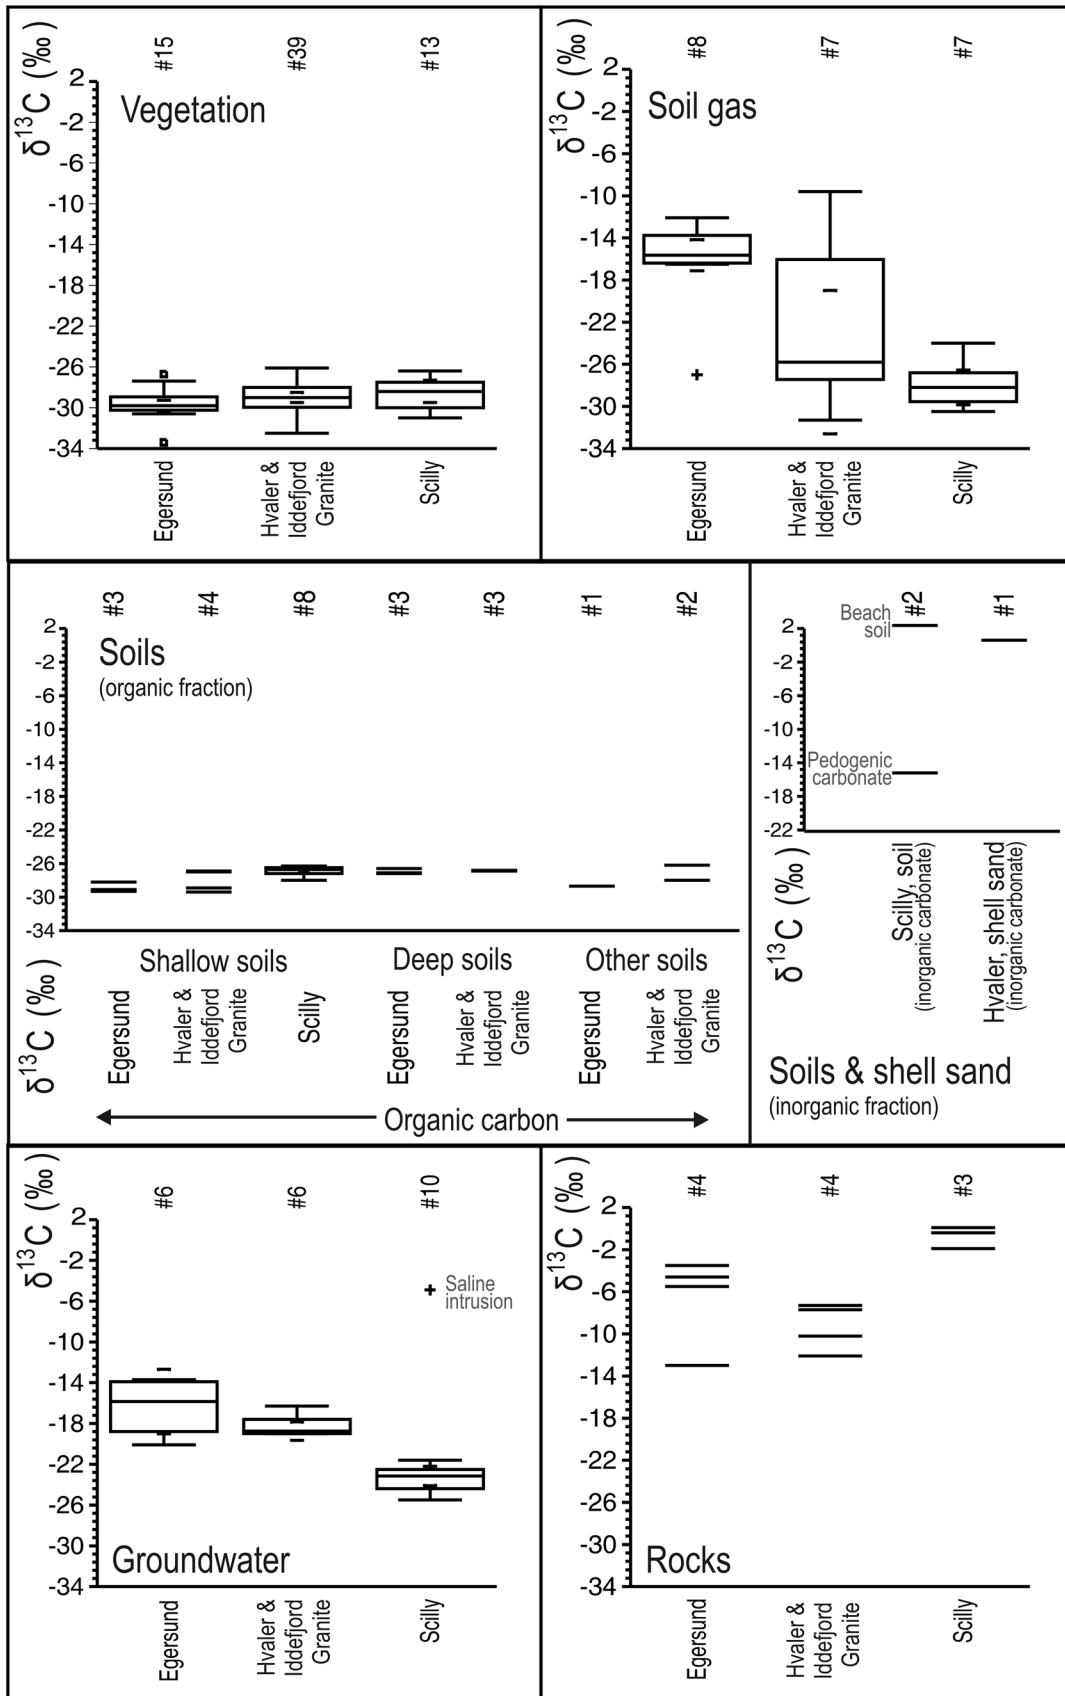 δ13C (‰)
#15
#39
#13
Vegetation
2
-2
-6
-10
-14
-18
-22
-26
-30
-34
Egersund
Hvaler &
Iddefjord
Granite
Scilly
δ13C (‰)
#8
#7
#7
Soil gas
2
-2
-6
-10
-14
-18
-22
-26
-30
-34
Egersund
Hvaler &
Iddefjord
Granite
Scilly
#3
#4
#8
#3
#3
#1
#2
Soils
(organic fraction)
2
-2
-6
-10
-14
-18
-22
-26
-30
-34
δ13C (‰)
Shallow soils
Deep soils
Other soils
Egersund
Hvaler &
Iddefjord
Granite
Scilly
Egersund
Hvaler &
Iddefjord
Granite
Egersund
Hvaler &
Iddefjord
Granite
Organic carbon
#2
#1
Beach
soil
2
-2
-6
-10
-14
-18
-22
Pedogenic
carbonate
δ13C (‰)
Scilly, soil
(inorganic carbonate)
Hvaler, shell sand
(inorganic carbonate)
Soils & shell sand
(inorganic fraction)
δ13C (‰)
#6
#6
#10
2
-2
-6
-10
-14
-18
-22
-26
-30
-34
Saline
intrusion
Groundwater
Egersund
Hvaler &
Iddefjord
Granite
Scilly
δ13C (‰)
#4
#4
#3
2
-2
-6
-10
-14
-18
-22
-26
-30
-34
Rocks
Egersund
Hvaler &
Iddefjord
Granite
Scilly